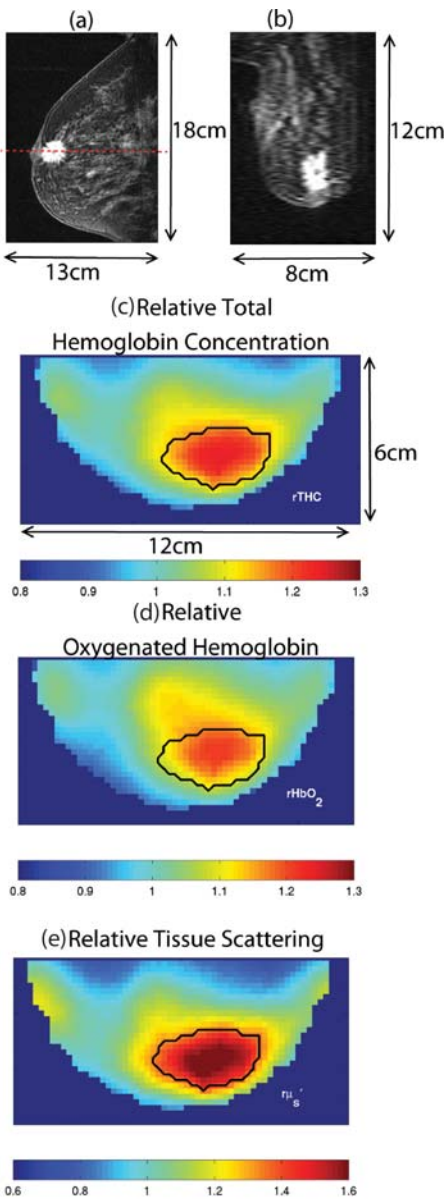 (a)
(b)
18cm
12cm
13cm
8cm
(c) Relative Total
Hemoglobin Concentration
6cm
rTHC
12cm
0.8 0.9 1 1.1 1.2 1.3
(d) Relative
Oxygenated Hemoglobin
rHbO2
0.8 0.9 1 1.1 1.2 1.3
(e) Relative Tissue Scattering
rμs'
0.6 0.8 1 1.2 1.4 1.6